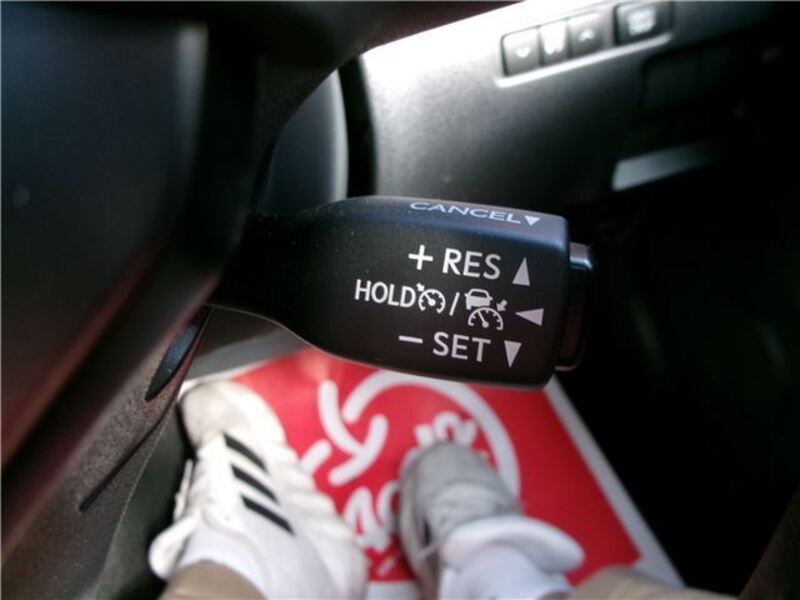 CANCEL
+ RES
HOLD /
− SET